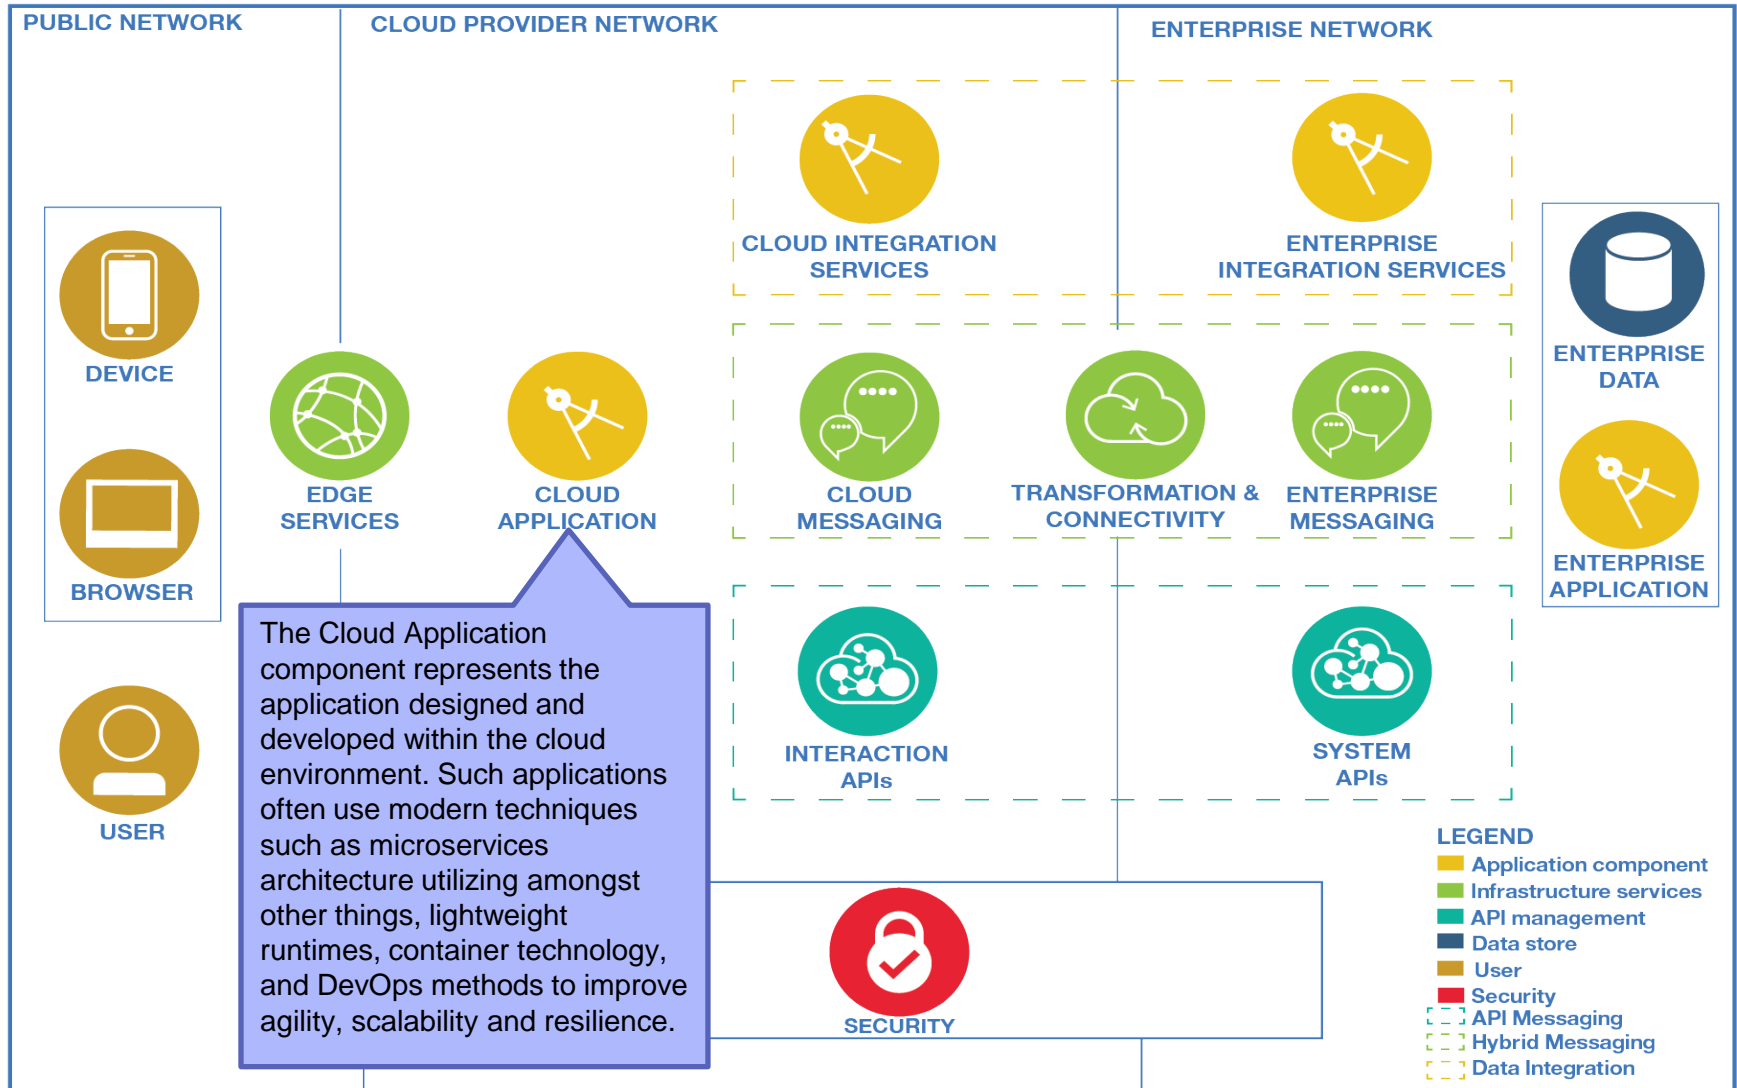 PUBLIC NETWORK
CLOUD PROVIDER NETWORK
ENTERPRISE NETWORK
CLOUD INTEGRATION
SERVICES
ENTERPRISE
INTEGRATION SERVICES
DEVICE
ENTERPRISE
DATA
EDGE
SERVICES
CLOUD
APPLICATION
CLOUD
MESSAGING
TRANSFORMATION &
CONNECTIVITY
ENTERPRISE
MESSAGING
BROWSER
ENTERPRISE
APPLICATION
The Cloud Application
component represents the
application designed and
developed within the cloud
environment. Such applications
often use modern techniques
such as microservices
architecture utilizing amongst
other things, lightweight
runtimes, container technology,
and DevOps methods to improve
agility, scalability and resilience.
INTERACTION
APIs
SYSTEM
APIs
USER
SECURITY
LEGEND
Application component
Infrastructure services
API management
Data store
User
Security
API Messaging
Hybrid Messaging
Data Integration